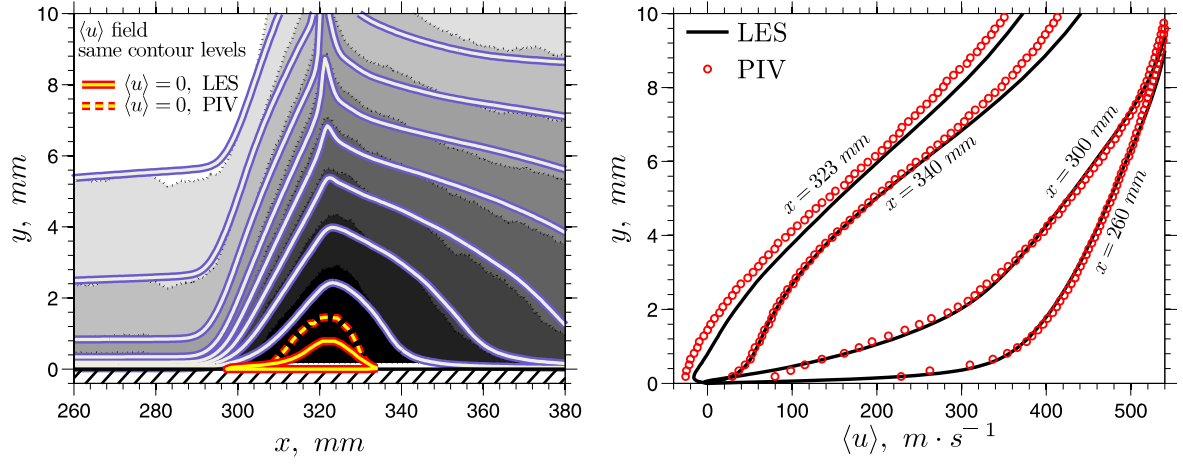 ⟨u⟩ field
same contour levels
⟨u⟩ = 0, LES
⟨u⟩ = 0, PIV
10
8
6
4
2
0
y, mm
260
280
300
320
340
360
380
x, mm
LES
PIV
x = 323 mm
x = 340 mm
x = 300 mm
x = 260 mm
10
8
6
4
2
0
y, mm
0
100
200
300
400
500
⟨u⟩, m · s⁻¹